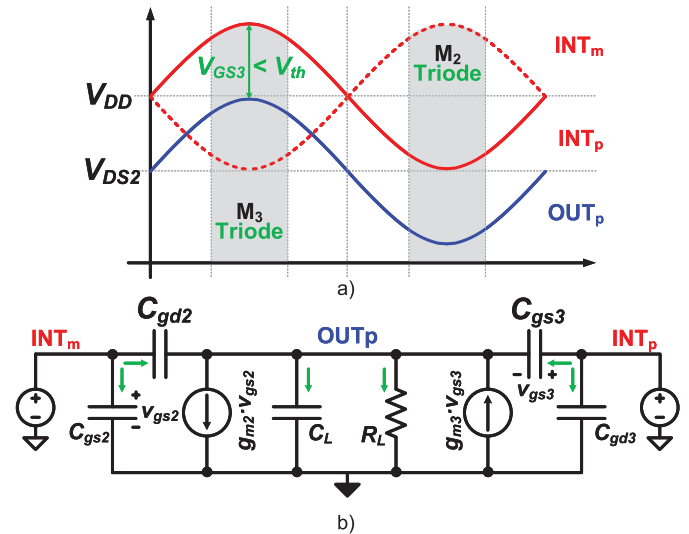 INTm
M2
Triode
VGS3 < Vth
VDD
INTp
VDS2
M3
Triode
OUTp
a)
Cgd2
Cgs3
INTm
OUTp
INTp
+
-
Cgs2
+
vgs2
-
gm2·vgs2
CL
RL
gm3·vgs3
- +
vgs3
Cgd3
+
-
b)